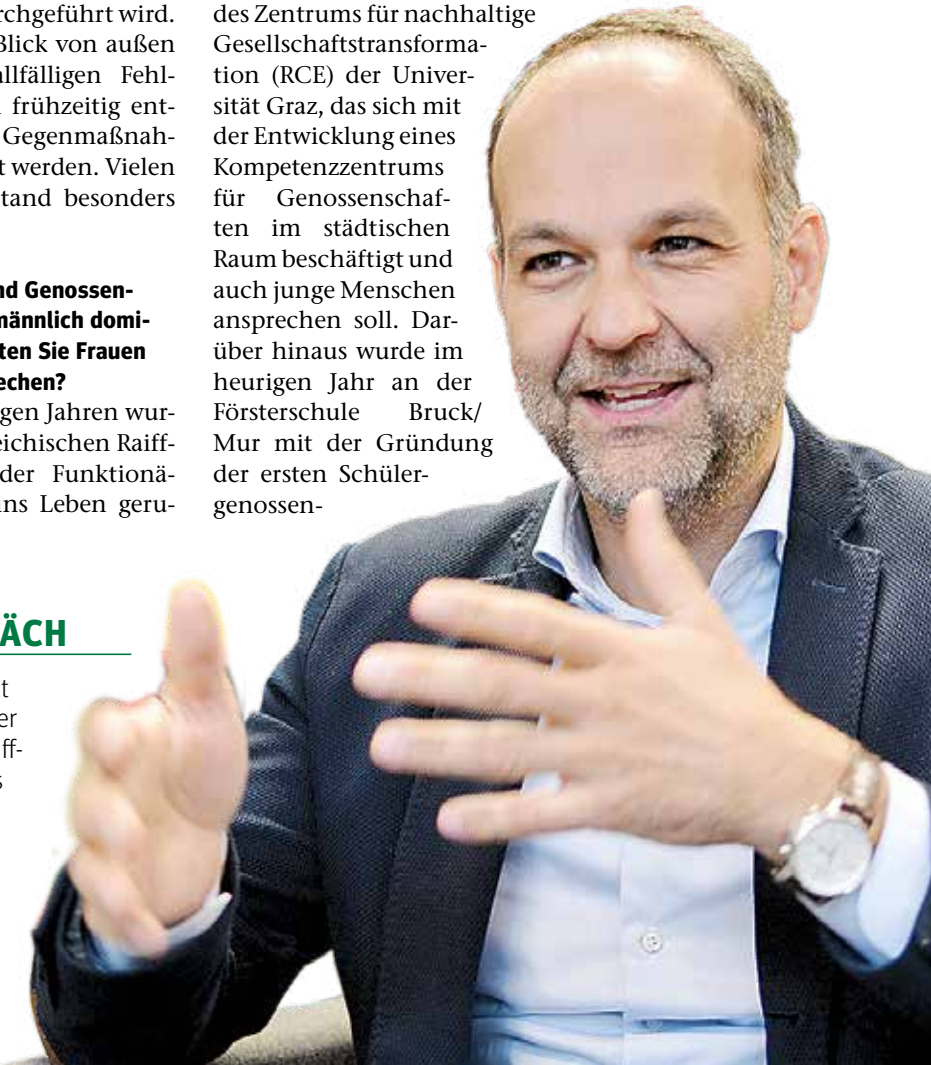 rchgeführt wird.
Blick von außen
allfälligen Fehl-
frühzeitig ent-
Gegenmaßnah-
t werden. Vielen
tand besonders
nd Genossen-
männlich domi-
ten Sie Frauen
echen?
gen Jahren wur-
eichischen Raiff-
der Funktionä-
ins Leben geru-
ÄCH
t
er
ff-
s
des Zentrums für nachhaltige
Gesellschaftstransforma-
tion (RCE) der Univer-
sität Graz, das sich mit
der Entwicklung eines
Kompetenzzentrums
für Genossenschaf-
ten im städtischen
Raum beschäftigt und
auch junge Menschen
ansprechen soll. Dar-
über hinaus wurde im
heurigen Jahr an der
Försterschule Bruck/
Mur mit der Gründung
der ersten Schüler-
genossen-